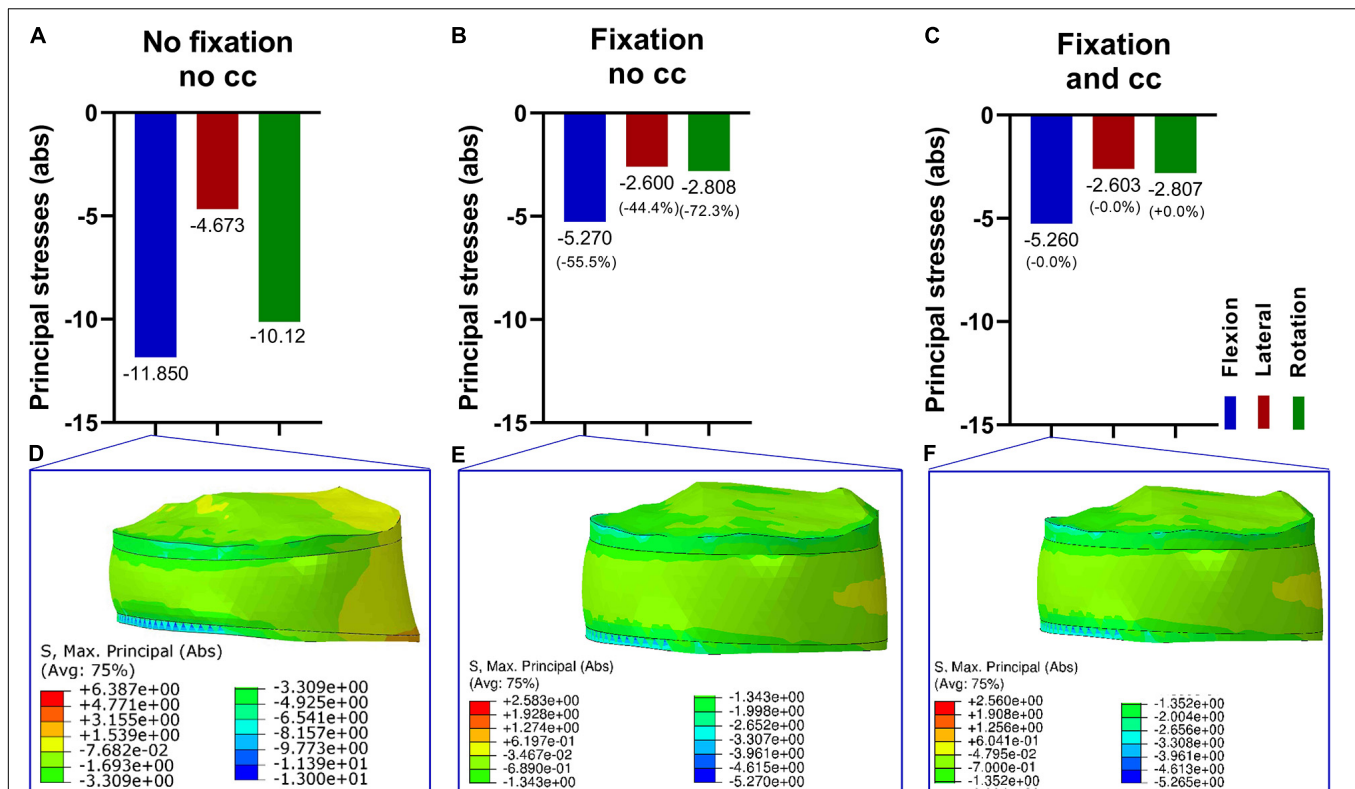 A
No fixation
no cc
Principal stresses (abs)
0
-5
-10
-15
-11.850
-4.673
-10.12
B
Fixation
no cc
Principal stresses (abs)
0
-5
-10
-15
-5.270
(-55.5%)
-2.600
(-44.4%)
-2.808
(-72.3%)
C
Fixation
and cc
Principal stresses (abs)
0
-5
-10
-15
-5.260
(-0.0%)
-2.603
(-0.0%)
-2.807
(+0.0%)
Flexion
Lateral
Rotation
D
S, Max. Principal (Abs)
(Avg: 75%)
+6.387e+00
+4.771e+00
+3.155e+00
+1.539e+00
-7.682e-02
-1.693e+00
-3.309e+00
-3.309e+00
-4.925e+00
-6.541e+00
-8.157e+00
-9.773e+00
-1.139e+01
-1.300e+01
E
S, Max. Principal (Abs)
(Avg: 75%)
+2.583e+00
+1.928e+00
+1.274e+00
+6.197e-01
-3.467e-02
-6.890e-01
-1.343e+00
-1.343e+00
-1.998e+00
-2.652e+00
-3.307e+00
-3.961e+00
-4.615e+00
-5.270e+00
F
S, Max. Principal (Abs)
(Avg: 75%)
+2.560e+00
+1.908e+00
+1.256e+00
+6.041e-01
-4.795e-02
-7.000e-01
-1.352e+00
-1.352e+00
-2.004e+00
-2.656e+00
-3.308e+00
-3.961e+00
-4.613e+00
-5.265e+00